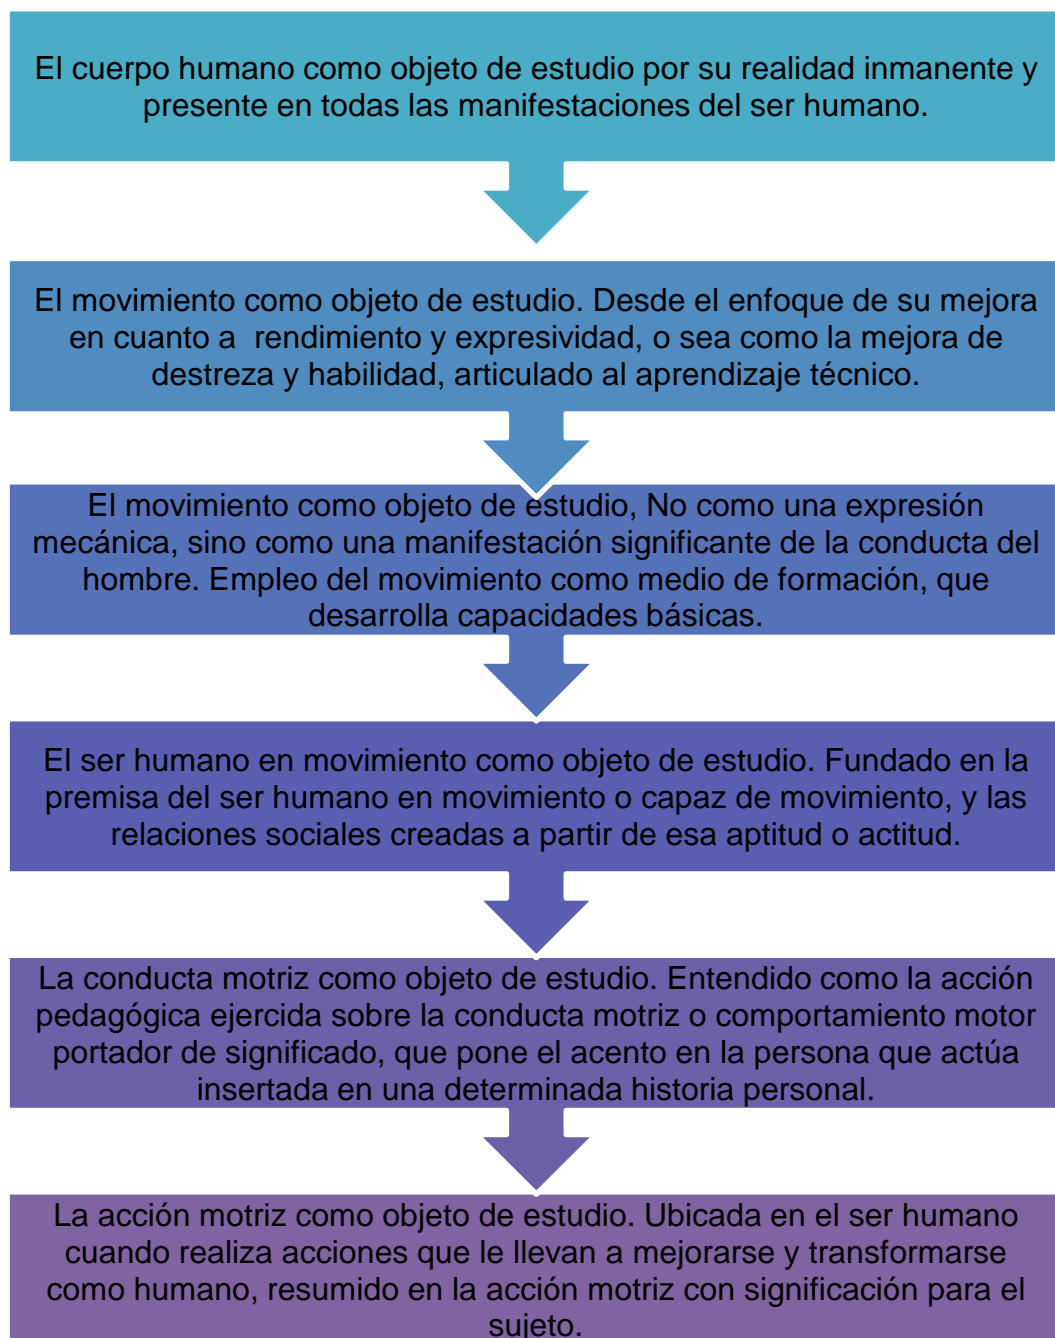 El cuerpo humano como objeto de estudio por su realidad inmanente y
presente en todas las manifestaciones del ser humano.
El movimiento como objeto de estudio. Desde el enfoque de su mejora
en cuanto a  rendimiento y expresividad, o sea como la mejora de
destreza y habilidad, articulado al aprendizaje técnico.
El movimiento como objeto de estudio, No como una expresión
mecánica, sino como una manifestación significante de la conducta del
hombre. Empleo del movimiento como medio de formación, que
desarrolla capacidades básicas.
El ser humano en movimiento como objeto de estudio. Fundado en la
premisa del ser humano en movimiento o capaz de movimiento, y las
relaciones sociales creadas a partir de esa aptitud o actitud.
La conducta motriz como objeto de estudio. Entendido como la acción
pedagógica ejercida sobre la conducta motriz o comportamiento motor
portador de significado, que pone el acento en la persona que actúa
insertada en una determinada historia personal.
La acción motriz como objeto de estudio. Ubicada en el ser humano
cuando realiza acciones que le llevan a mejorarse y transformarse
como humano, resumido en la acción motriz con significación para el
sujeto.